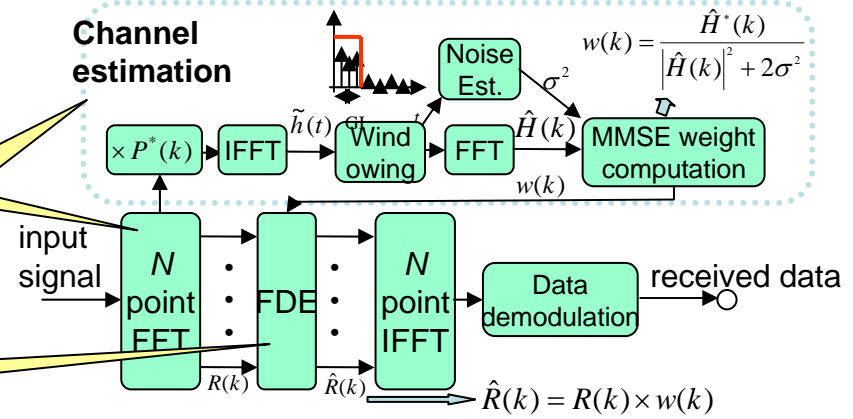 Channel
estimation
Noise
Est.
σ²
w(k) = Ĥ*(k) / |Ĥ(k)|² + 2σ²
GI
t
× P*(k)
IFFT
h̃(t)
Wind
owing
FFT
Ĥ(k)
MMSE weight
computation
w(k)
input
signal
N
point
FFT
FDE
N
point
IFFT
Data
demodulation
received data
R(k)
R̂(k)
R̂(k) = R(k) × w(k)